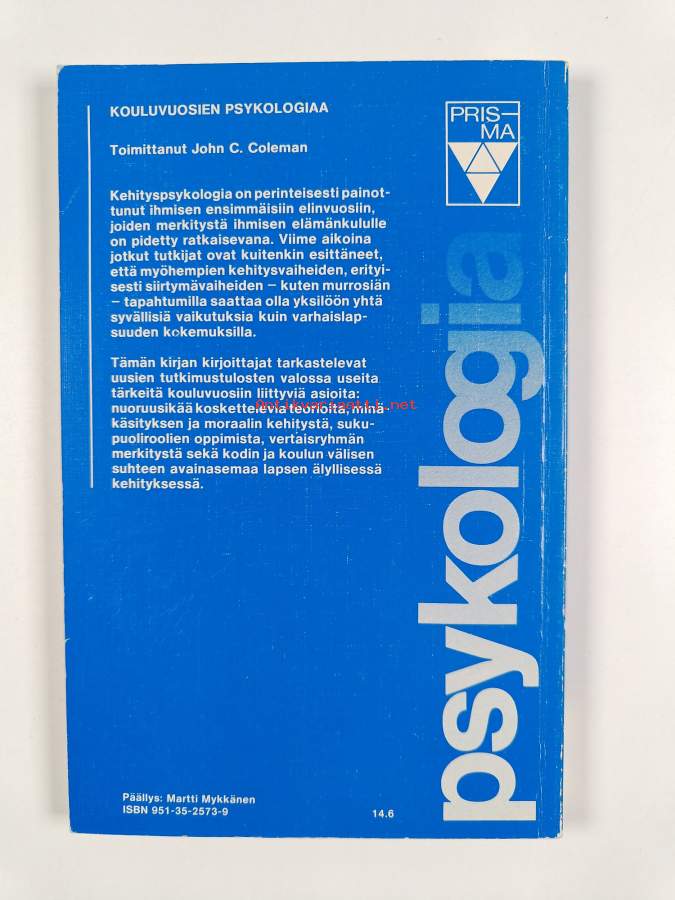 KOULUVUOSIEN PSYKOLOGIAA
Toimittanut John C. Coleman
Kehityspsykologia on perinteisesti painot-
tunut ihmisen ensimmäisiin elinvuosiin,
joiden merkitystä ihmisen elämänkululle
on pidetty ratkaisevana. Viime aikoina
jotkut tutkijat ovat kuitenkin esittäneet,
että myöhempien kehitysvaiheiden, erityi-
sesti siirtymävaiheiden – kuten murrosiän
– tapahtumilla saattaa olla yksilöön yhtä
syvällisiä vaikutuksia kuin varhaislap-
suuden kokemuksilla.
Tämän kirjan kirjoittajat tarkastelevat
uusien tutkimustulosten valossa useita
tärkeitä kouluvuosiin liittyviä asioita:
nuoruusikää koskettelevia teorioita, minä-
käsityksen ja moraalin kehitystä, suku-
puoliroolien oppimista, vertaisryhmän
merkitystä sekä kodin ja koulun välisen
suhteen avainasemaa lapsen älyllisessä
kehityksessä.
Antikvariaatti.net
PRIS-
MA
psykologia
Päällys: Martti Mykkänen
ISBN 951-35-2573-9
14.6